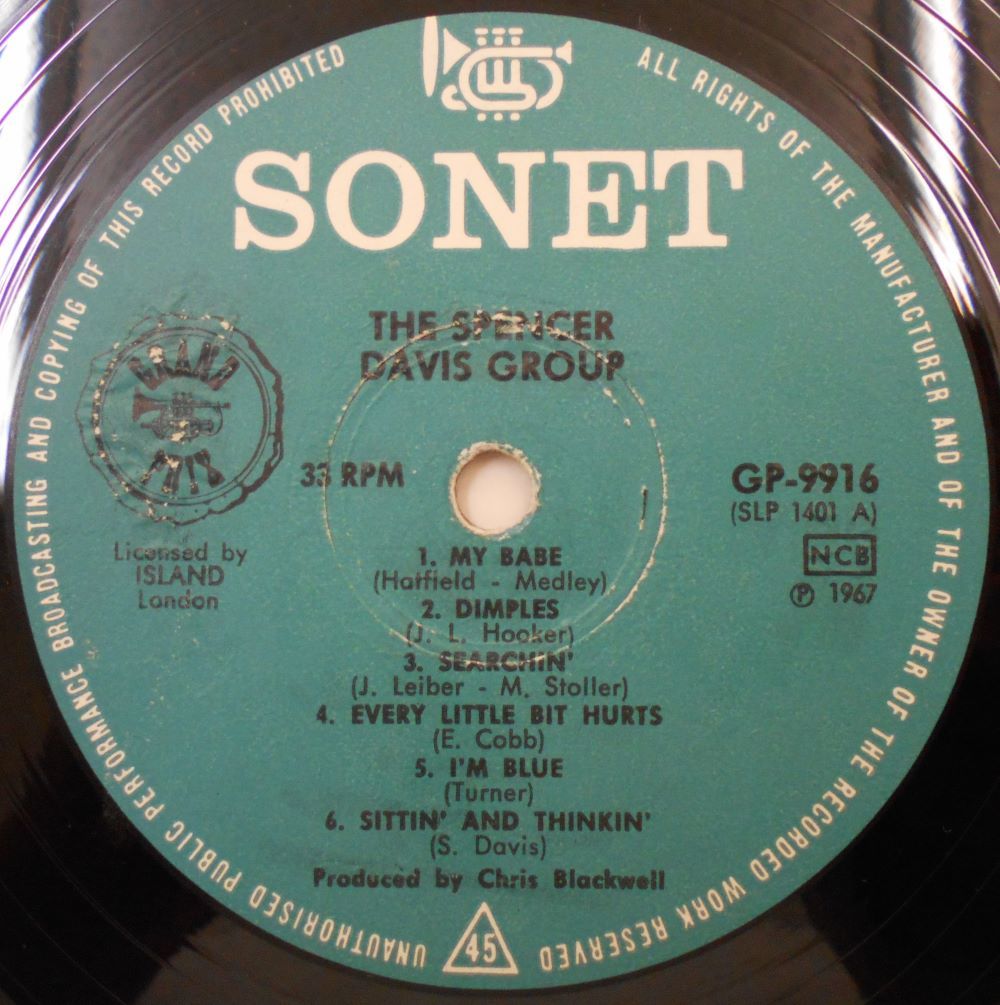 UNAUTHORISED PUBLIC PERFORMANCE BROADCASTING AND COPYING OF THIS RECORD PROHIBITED
ALL RIGHTS OF THE MANUFACTURER AND OF THE OWNER OF THE RECORDED WORK RESERVED
SONET
THE SPENCER
DAVIS GROUP
GRAND
PRIX
33 RPM
GP-9916
(SLP 1401 A)
NCB
℗ 1967
Licensed by
ISLAND
London
1. MY BABE
(Hatfield - Medley)
2. DIMPLES
(J. L. Hooker)
3. SEARCHIN'
(J. Leiber - M. Stoller)
4. EVERY LITTLE BIT HURTS
(E. Cobb)
5. I'M BLUE
(Turner)
6. SITTIN' AND THINKIN'
(S. Davis)
Produced by Chris Blackwell
45